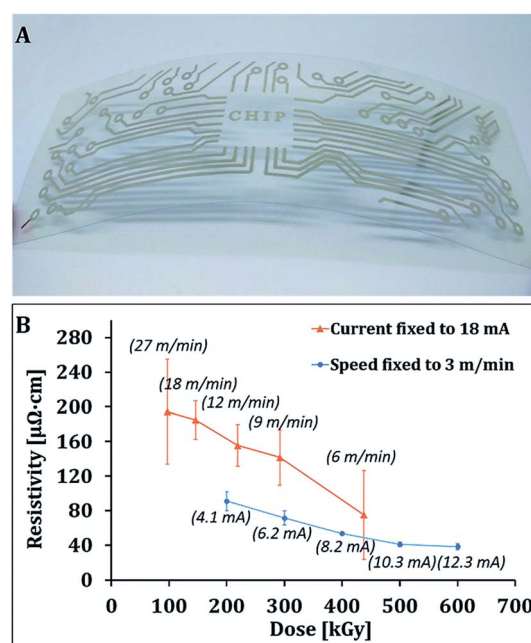 A
CHIP
B
280
240
200
160
120
80
40
0
Resistivity [μΩ·cm]
Current fixed to 18 mA
Speed fixed to 3 m/min
(27 m/min)
(18 m/min)
(12 m/min)
(9 m/min)
(6 m/min)
(4.1 mA)
(6.2 mA)
(8.2 mA)
(10.3 mA)(12.3 mA)
0 100 200 300 400 500 600 700
Dose [kGy]